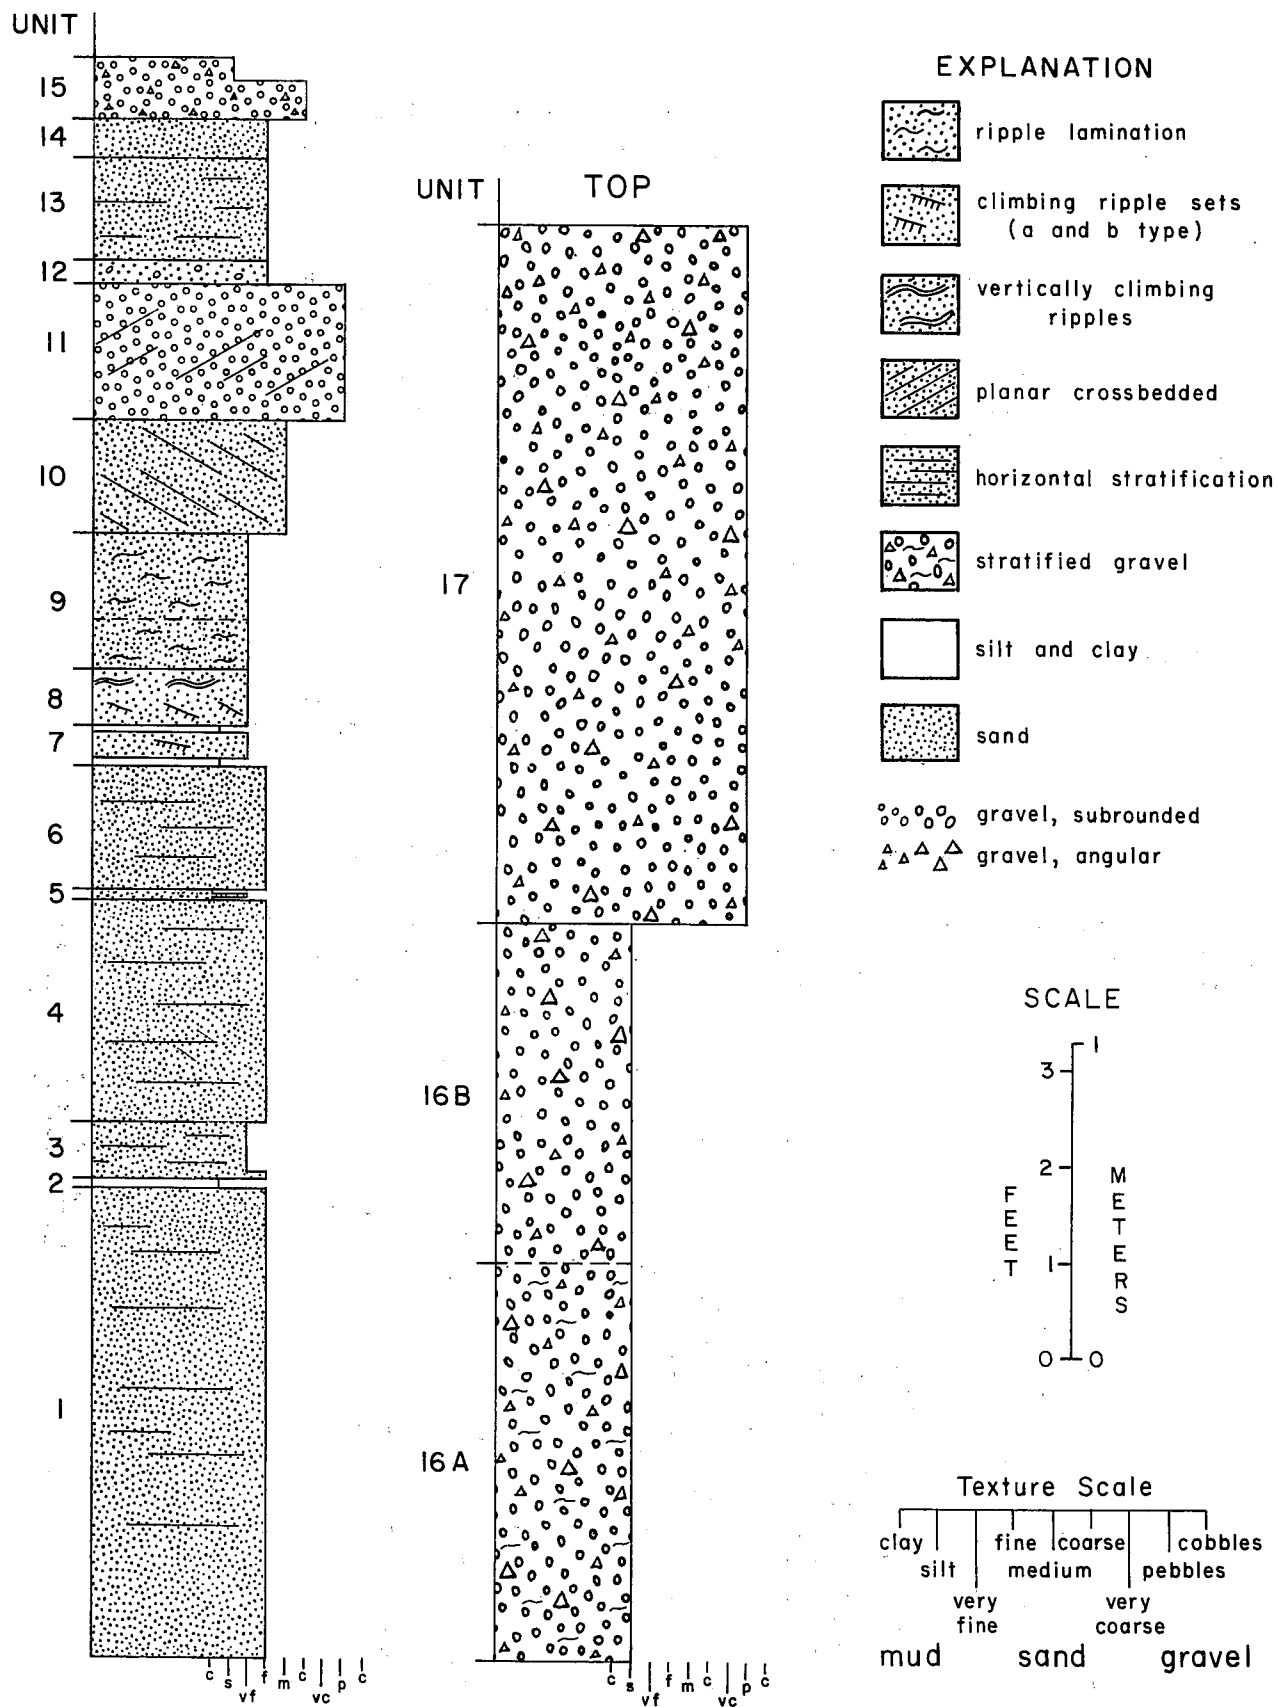 UNIT
15
14
13
12
11
10
9
8
7
6
5
4
3
2
1
c s vf f m c vc p c
UNIT TOP
17
16B
16A
c s vf f m c vc p c
EXPLANATION
ripple lamination
climbing ripple sets
(a and b type)
vertically climbing
ripples
planar crossbedded
horizontal stratification
stratified gravel
silt and clay
sand
gravel, subrounded
gravel, angular
SCALE
3 1
2
1
0 0
FEET
METERS
Texture Scale
clay fine coarse cobbles
silt medium pebbles
very fine very coarse
mud sand gravel